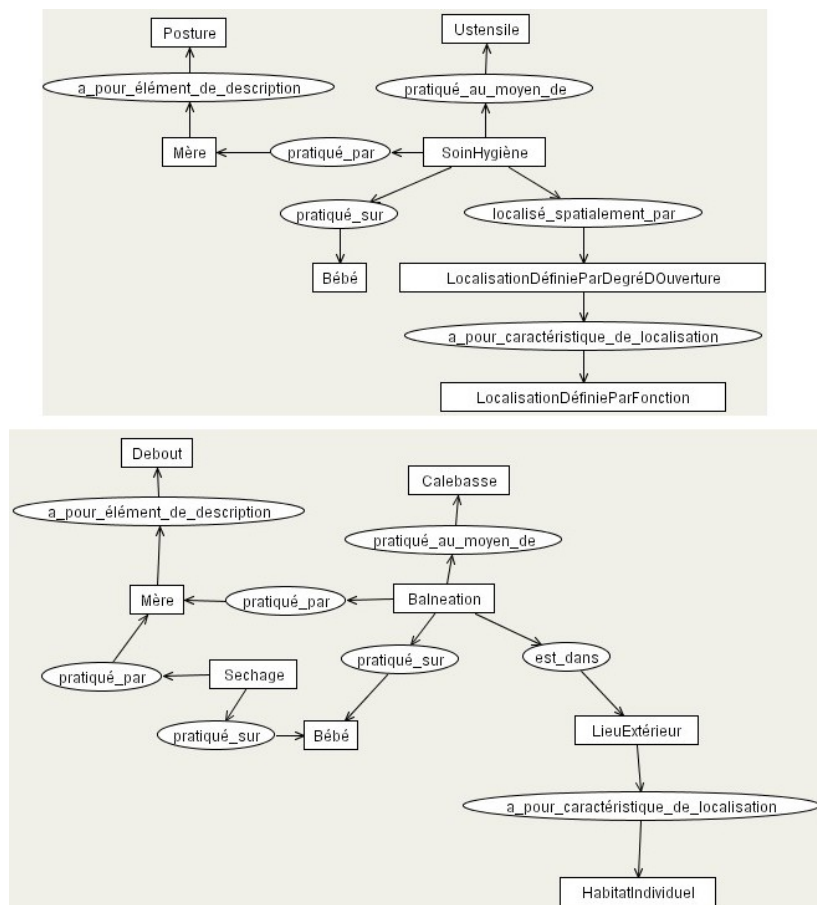 Posture
Ustensile
a_pour_élément_de_description
pratiqué_au_moyen_de
Mère
pratiqué_par
SoinHygiène
pratiqué_sur
localisé_spatialement_par
Bébé
LocalisationDéfinieParDegréDOuverture
a_pour_caractéristique_de_localisation
LocalisationDéfinieParFonction
Debout
Calebasse
a_pour_élément_de_description
pratiqué_au_moyen_de
Mère
pratiqué_par
Balneation
pratiqué_par
Sechage
pratiqué_sur
est_dans
pratiqué_sur
Bébé
LieuExtérieur
a_pour_caractéristique_de_localisation
HabitatIndividuel